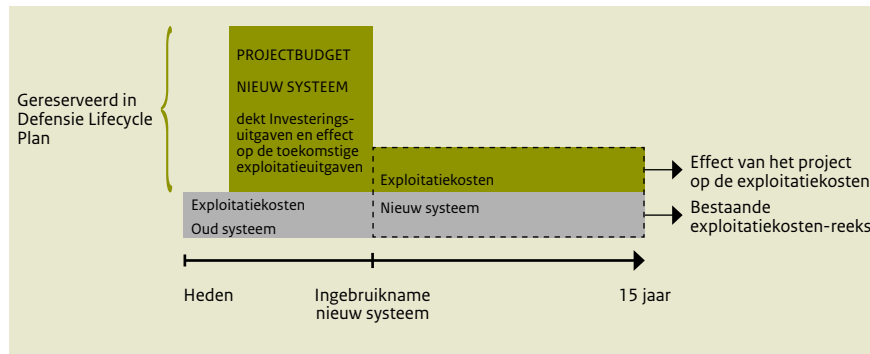 PROJECTBUDGET
NIEUW SYSTEEM
dekt Investerings-
uitgaven en effect
op de toekomstige
exploitatieuitgaven
Gereserveerd in
Defensie Lifecycle
Plan
Exploitatiekosten
Nieuw systeem
Effect van het project
op de exploitatiekosten
Exploitatiekosten
Oud systeem
Bestaande
exploitatiekosten-reeks
Heden
Ingebruikname
nieuw systeem
15 jaar